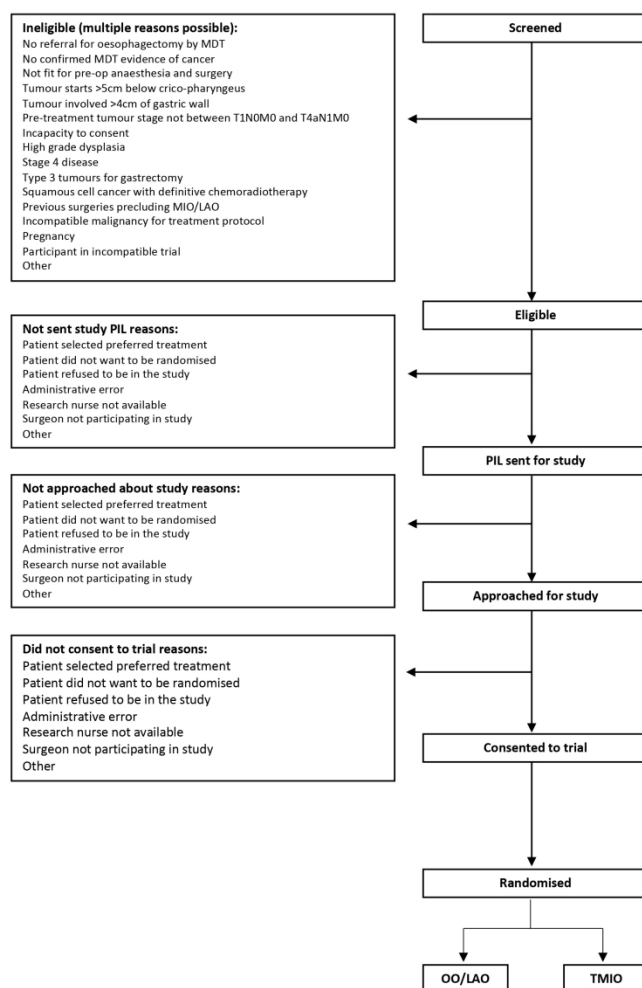 Ineligible (multiple reasons possible):
No referral for oesophagectomy by MDT
No confirmed MDT evidence of cancer
Not fit for pre-op anaesthesia and surgery
Tumour starts >5cm below crico-pharyngeus
Tumour involved >4cm of gastric wall
Pre-treatment tumour stage not between T1N0M0 and T4aN1M0
Incapacity to consent
High grade dysplasia
Stage 4 disease
Type 3 tumours for gastrectomy
Squamous cell cancer with definitive chemoradiotherapy
Previous surgeries precluding MIO/LAO
Incompatible malignancy for treatment protocol
Pregnancy
Participant in incompatible trial
Other
Screened
Eligible
Not sent study PIL reasons:
Patient selected preferred treatment
Patient did not want to be randomised
Patient refused to be in the study
Administrative error
Research nurse not available
Surgeon not participating in study
Other
PIL sent for study
Not approached about study reasons:
Patient selected preferred treatment
Patient did not want to be randomised
Patient refused to be in the study
Administrative error
Research nurse not available
Surgeon not participating in study
Other
Approached for study
Did not consent to trial reasons:
Patient selected preferred treatment
Patient did not want to be randomised
Patient refused to be in the study
Administrative error
Research nurse not available
Surgeon not participating in study
Other
Consented to trial
Randomised
OO/LAO
TMIO